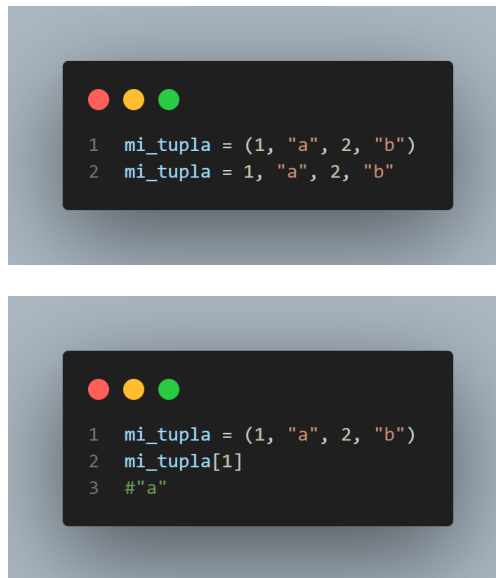 1 mi_tupla = (1, "a", 2, "b")
2 mi_tupla = 1, "a", 2, "b"
1 mi_tupla = (1, "a", 2, "b")
2 mi_tupla[1]
3 #"a"